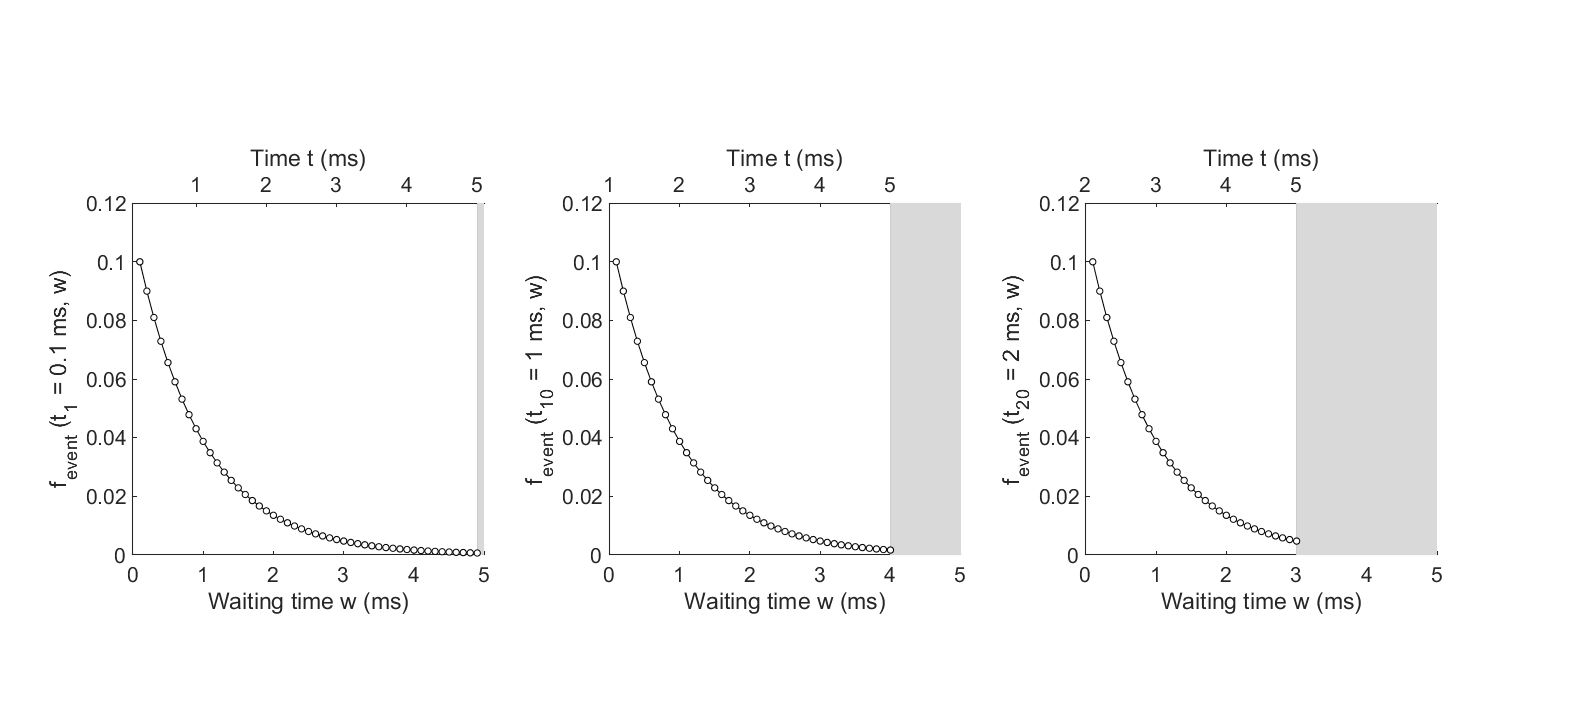 Time t (ms)
1 2 3 4 5
0.12
0.1
0.08
0.06
0.04
0.02
0
f_event (t_1 = 0.1 ms, w)
0 1 2 3 4 5
Waiting time w (ms)
Time t (ms)
1 2 3 4 5
0.12
0.1
0.08
0.06
0.04
0.02
0
f_event (t_10 = 1 ms, w)
0 1 2 3 4 5
Waiting time w (ms)
Time t (ms)
2 3 4 5
0.12
0.1
0.08
0.06
0.04
0.02
0
f_event (t_20 = 2 ms, w)
0 1 2 3 4 5
Waiting time w (ms)